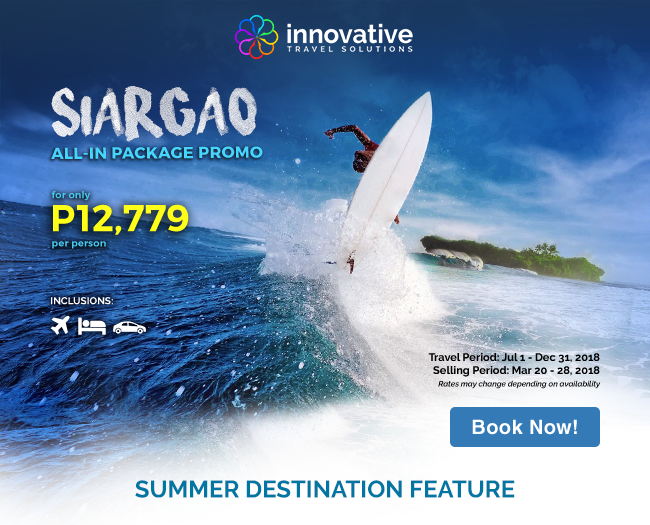 innovative
TRAVEL SOLUTIONS
SIARGAO
ALL-IN PACKAGE PROMO
for only
P12,779
per person
INCLUSIONS:
Travel Period: Jul 1 - Dec 31, 2018
Selling Period: Mar 20 - 28, 2018
Rates may change depending on availability
Book Now!
SUMMER DESTINATION FEATURE